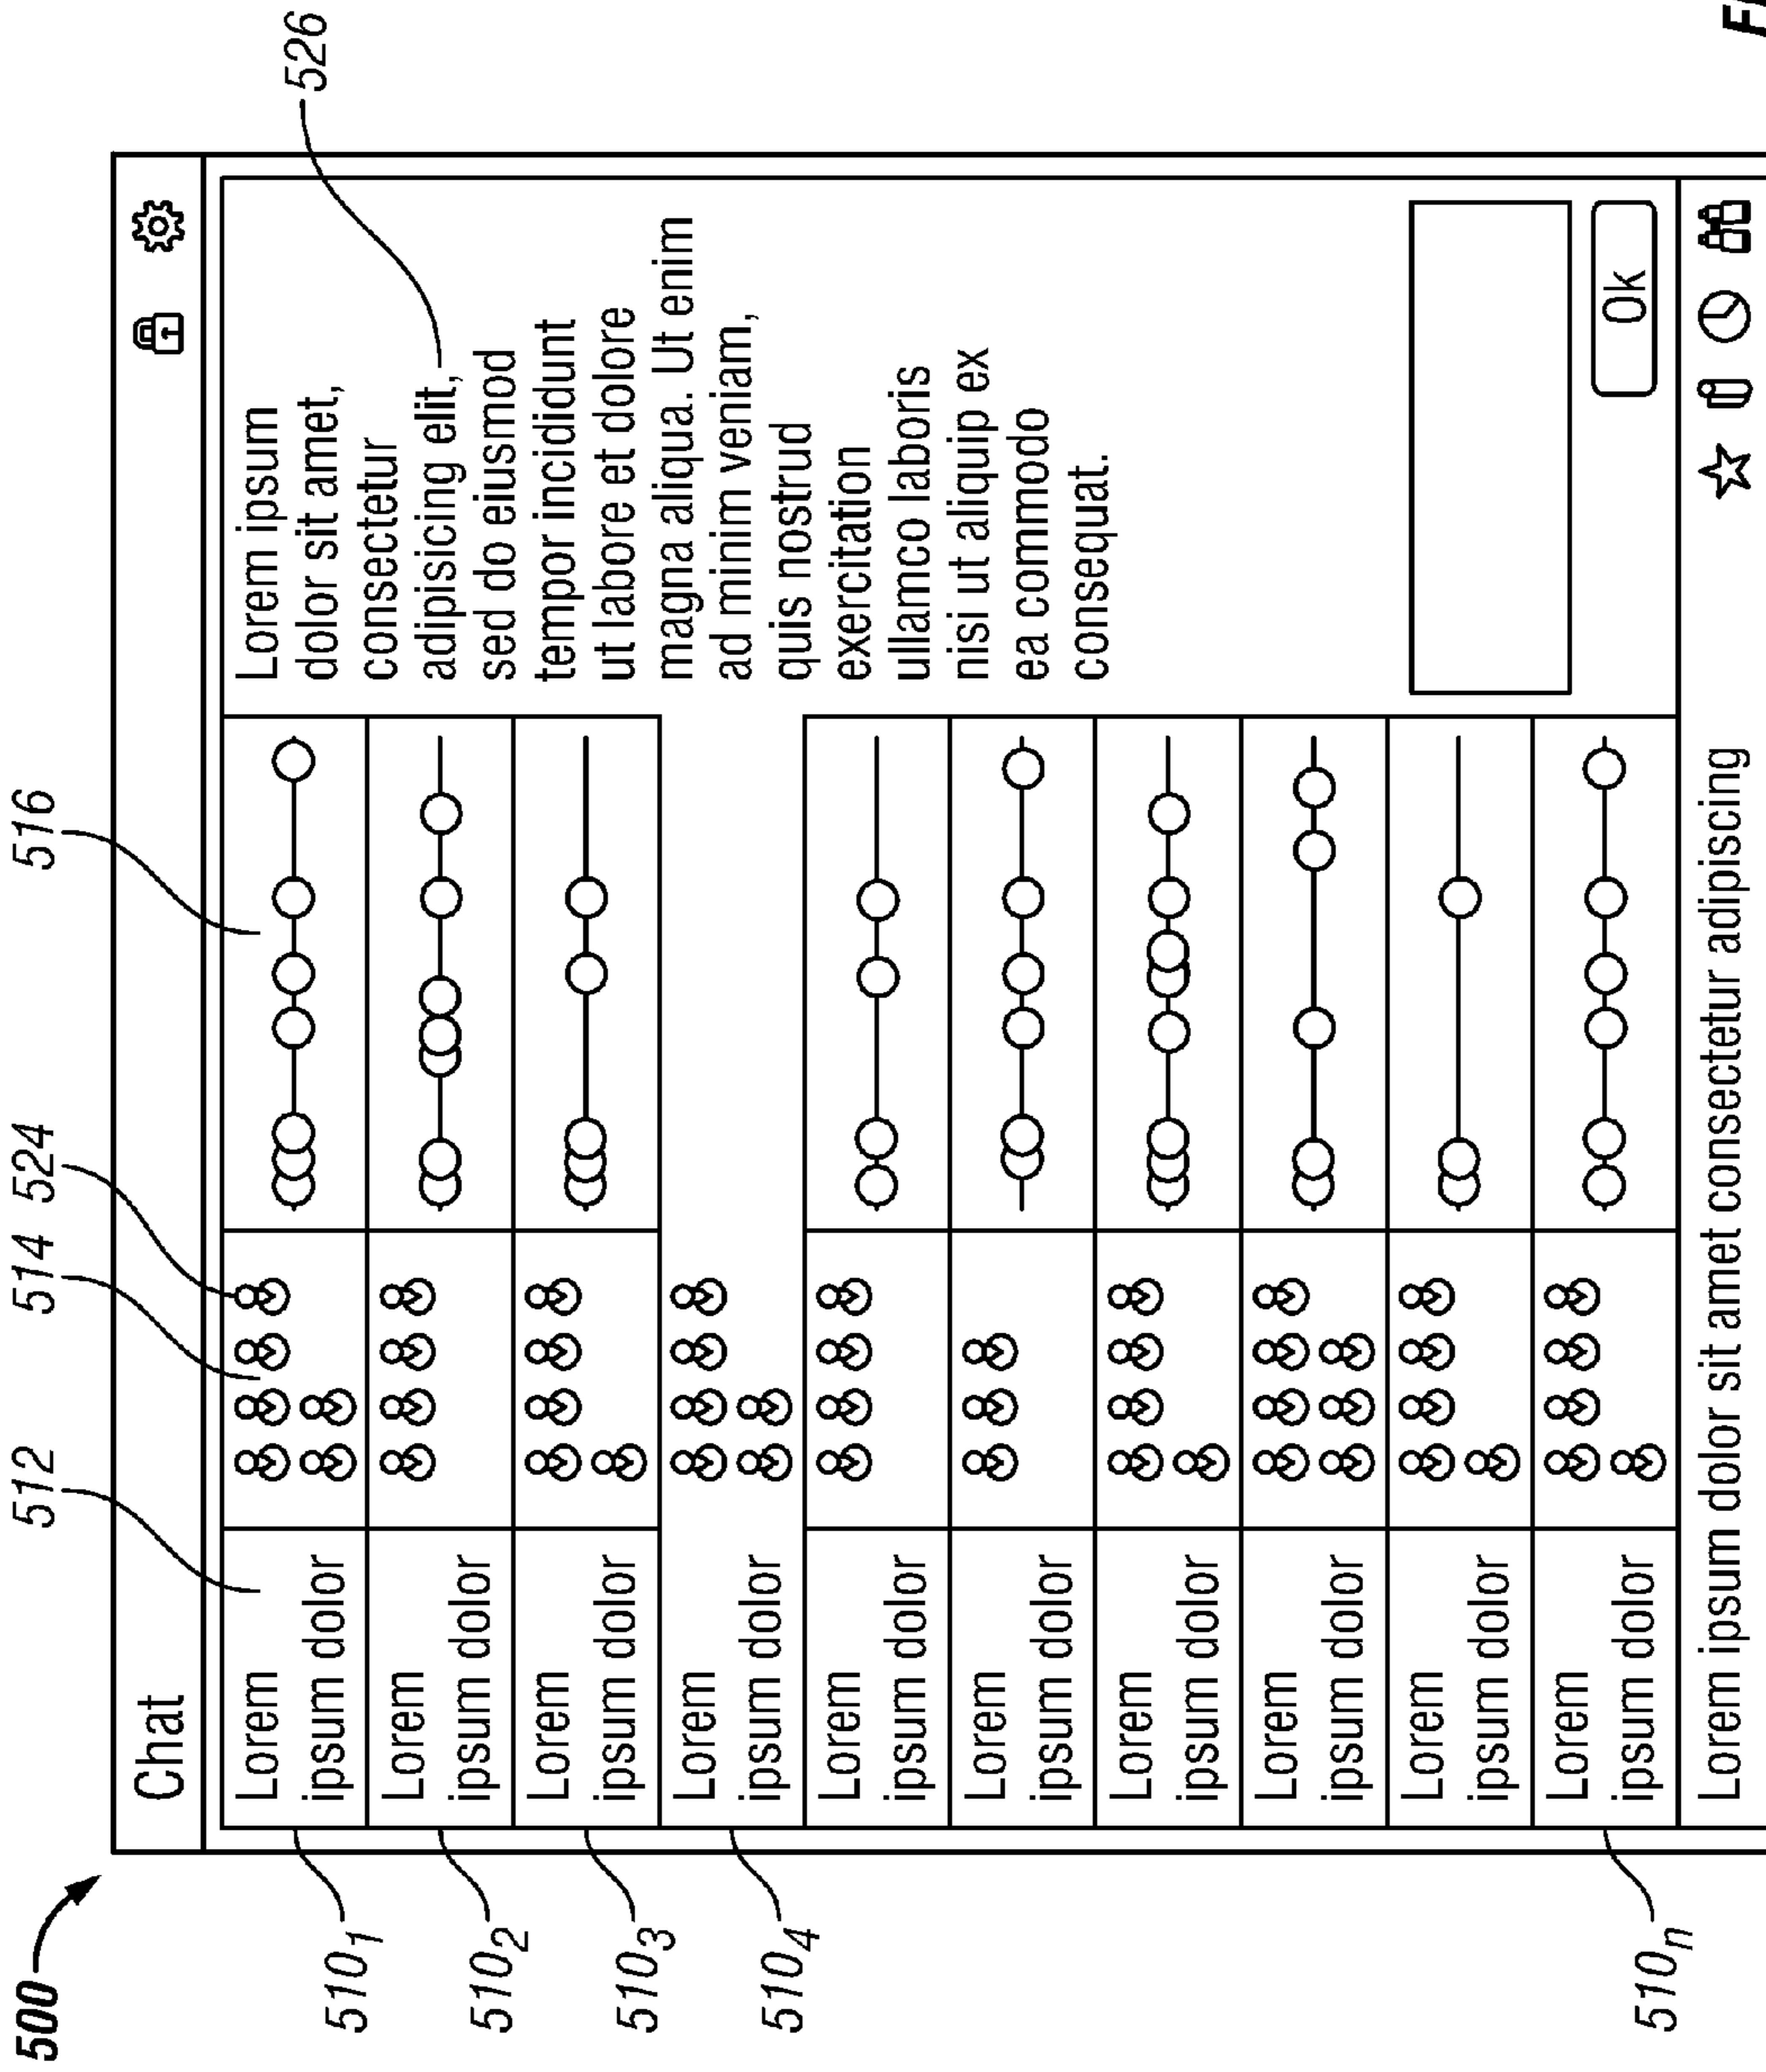 500
512
514
524
516
526
Chat
510₁
Lorem
ipsum dolor
510₂
Lorem
ipsum dolor
510₃
Lorem
ipsum dolor
510₄
Lorem
ipsum dolor
Lorem
ipsum dolor
Lorem
ipsum dolor
Lorem
ipsum dolor
Lorem
ipsum dolor
Lorem
ipsum dolor
510ₙ
Lorem
ipsum dolor
Lorem ipsum
dolor sit amet,
consectetur
adipisicing elit,
sed do eiusmod
tempor incididunt
ut labore et dolore
magna aliqua. Ut enim
ad minim veniam,
quis nostrud
exercitation
ullamco laboris
nisi ut aliquip ex
ea commodo
consequat.
Ok
Lorem ipsum dolor sit amet consectetur adipiscing